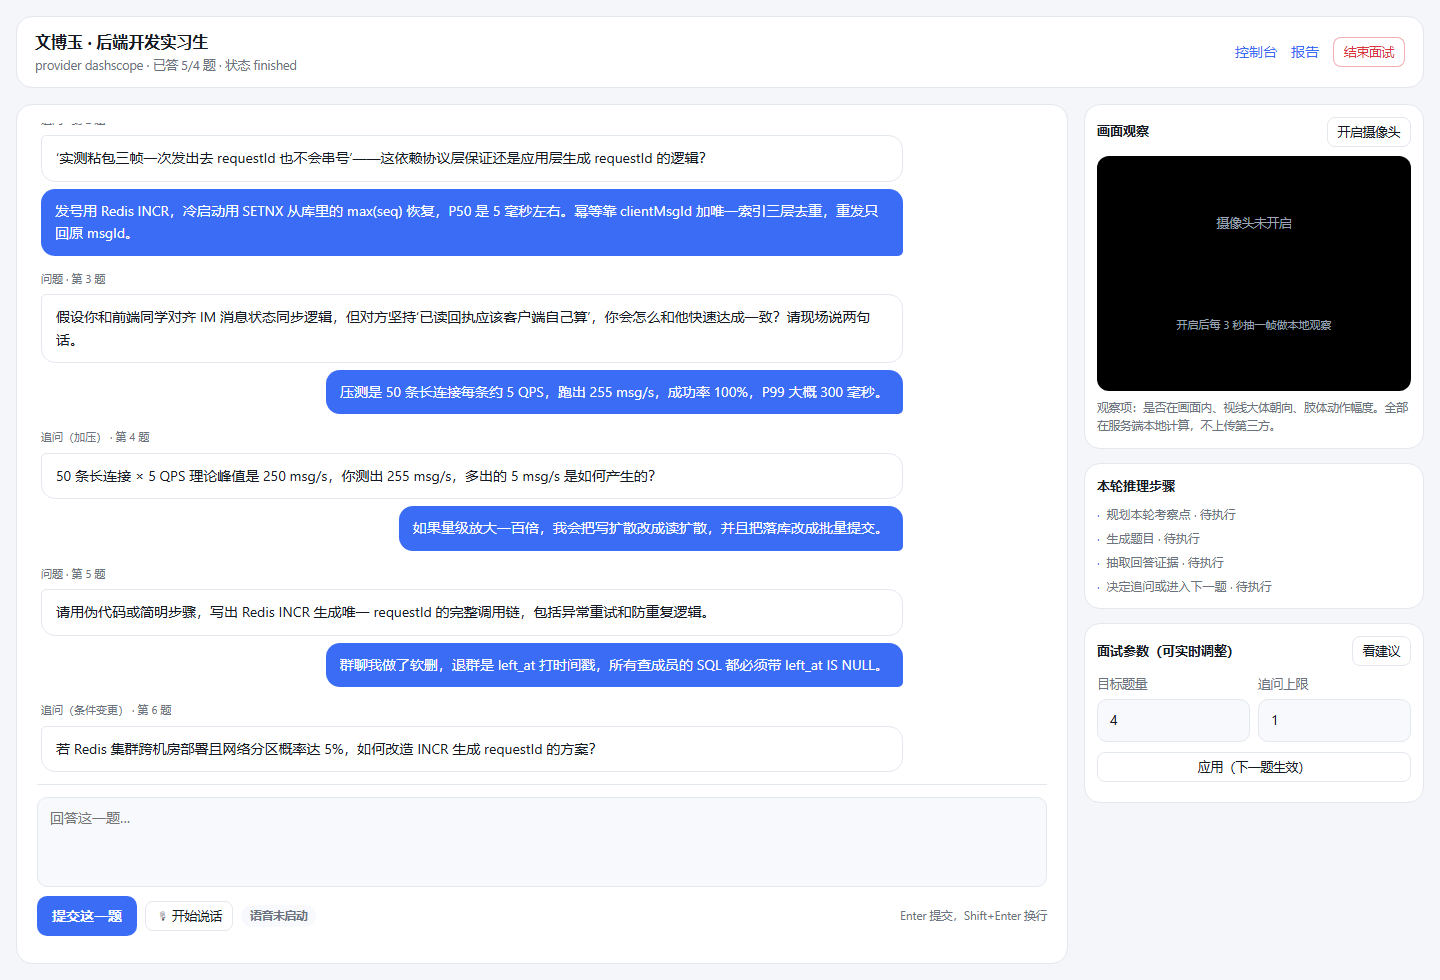 文博玉 · 后端开发实习生
provider dashscope · 已答 5/4 题 · 状态 finished
控制台
报告
结束面试
‘实测粘包三帧一次发出去 requestId 也不会串号’——这依赖协议层保证还是应用层生成 requestId 的逻辑？
发号用 Redis INCR，冷启动用 SETNX 从库里的 max(seq) 恢复，P50 是 5 毫秒左右。幂等靠 clientMsgId 加唯一索引三层去重，重发只
回原 msgId。
问题 · 第 3 题
假设你和前端同学对齐 IM 消息状态同步逻辑，但对方坚持‘已读回执应该客户端自己算’，你会怎么和他快速达成一致？请现场说两句
话。
压测是 50 条长连接每条约 5 QPS，跑出 255 msg/s，成功率 100%，P99 大概 300 毫秒。
追问（加压） · 第 4 题
50 条长连接 × 5 QPS 理论峰值是 250 msg/s，你测出 255 msg/s，多出的 5 msg/s 是如何产生的？
如果量级放大一百倍，我会把写扩散改成读扩散，并且把落库改成批量提交。
问题 · 第 5 题
请用伪代码或简明步骤，写出 Redis INCR 生成唯一 requestId 的完整调用链，包括异常重试和防重复逻辑。
群聊我做了软删，退群是 left_at 打时间戳，所有查成员的 SQL 都必须带 left_at IS NULL。
追问（条件变更） · 第 6 题
若 Redis 集群跨机房部署且网络分区概率达 5%，如何改造 INCR 生成 requestId 的方案？
回答这一题...
提交这一题
开始说话
语音未启动
Enter 提交，Shift+Enter 换行
画面观察
开启摄像头
摄像头未开启
开启后每 3 秒抽一帧做本地观察
观察项：是否在画面内、视线大体朝向、肢体动作幅度。全部
在服务端本地计算，不上传第三方。
本轮推理步骤
· 规划本轮考察点 · 待执行
· 生成题目 · 待执行
· 抽取回答证据 · 待执行
· 决定追问或进入下一题 · 待执行
面试参数（可实时调整）
看建议
目标题量
追问上限
4
1
应用（下一题生效）